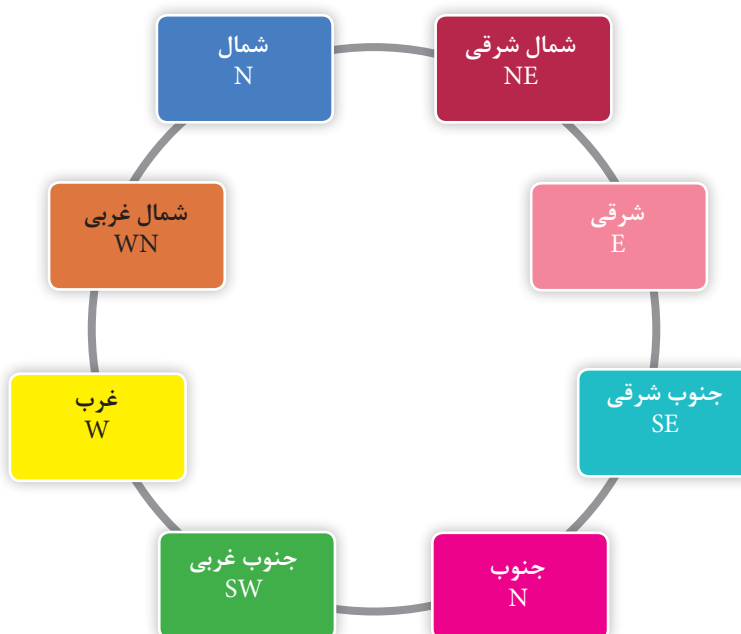 شمال
N
شمال شرقی
NE
شرقی
E
جنوب شرقی
SE
جنوب
N
جنوب غربی
SW
غرب
W
شمال غربی
WN